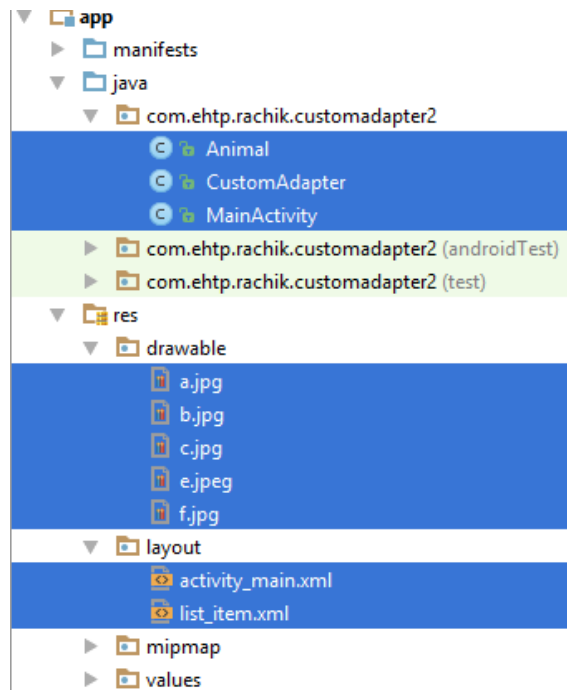 app
manifests
java
com.ehtp.rachik.customadapter2
Animal
CustomAdapter
MainActivity
com.ehtp.rachik.customadapter2 (androidTest)
com.ehtp.rachik.customadapter2 (test)
res
drawable
a.jpg
b.jpg
c.jpg
e.jpeg
f.jpg
layout
activity_main.xml
list_item.xml
mipmap
values